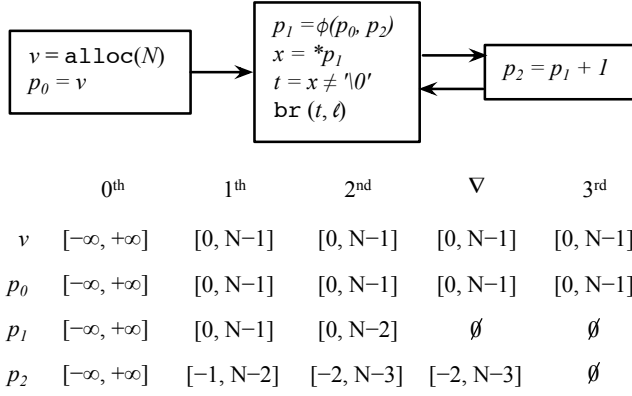 v = alloc(N)
p₀ = v
p₁ =ϕ(p₀, p₂)
x = *p₁
t = x ≠ '\0'
br (t, ℓ)
p₂ = p₁ + 1
0th 1th 2nd ∇ 3rd
v [−∞, +∞] [0, N−1] [0, N−1] [0, N−1] [0, N−1]
p₀ [−∞, +∞] [0, N−1] [0, N−1] [0, N−1] [0, N−1]
p₁ [−∞, +∞] [0, N−1] [0, N−2] ∅ ∅
p₂ [−∞, +∞] [−1, N−2] [−2, N−3] [−2, N−3] ∅